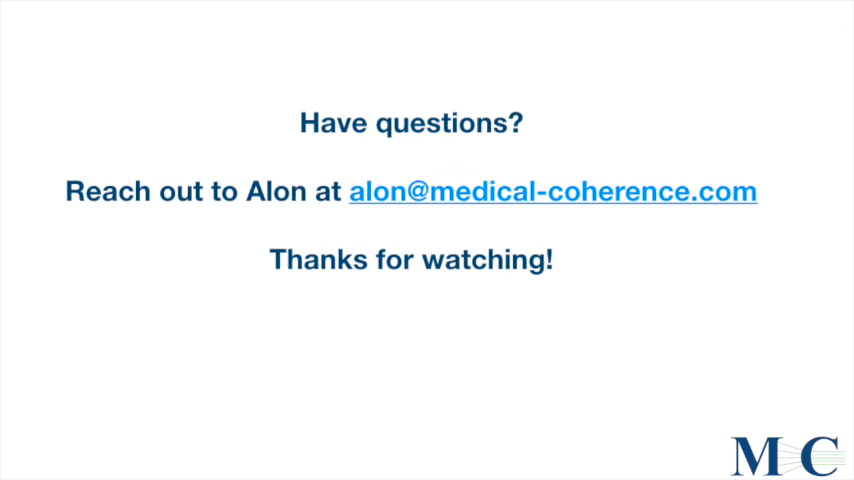 Have questions?
Reach out to Alon at alon@medical-coherence.com
Thanks for watching!
MC